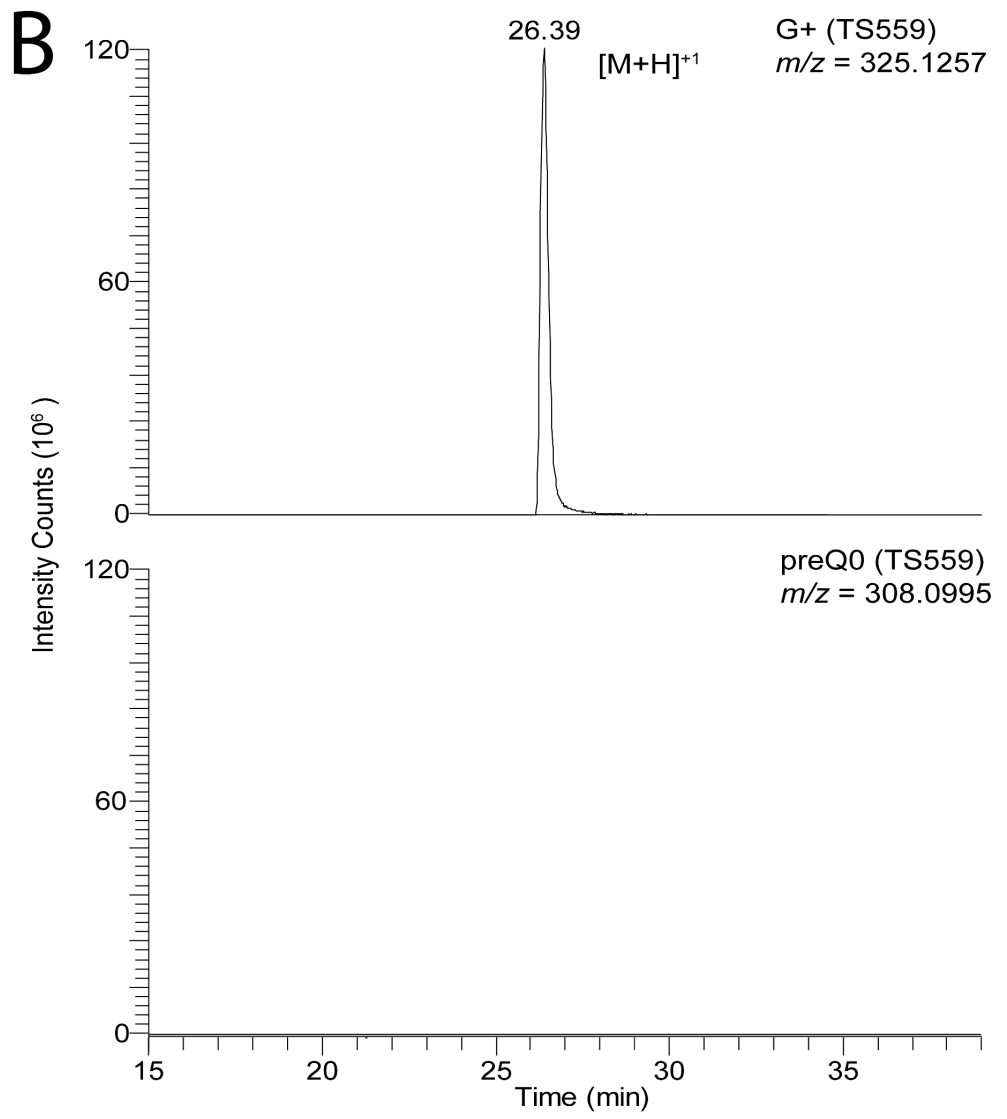 B
26.39
[M+H]⁺¹
G+ (TS559)
m/z = 325.1257
120
60
0
Intensity Counts (10⁶ )
preQ0 (TS559)
m/z = 308.0995
120
60
0
15 20 25 30 35
Time (min)